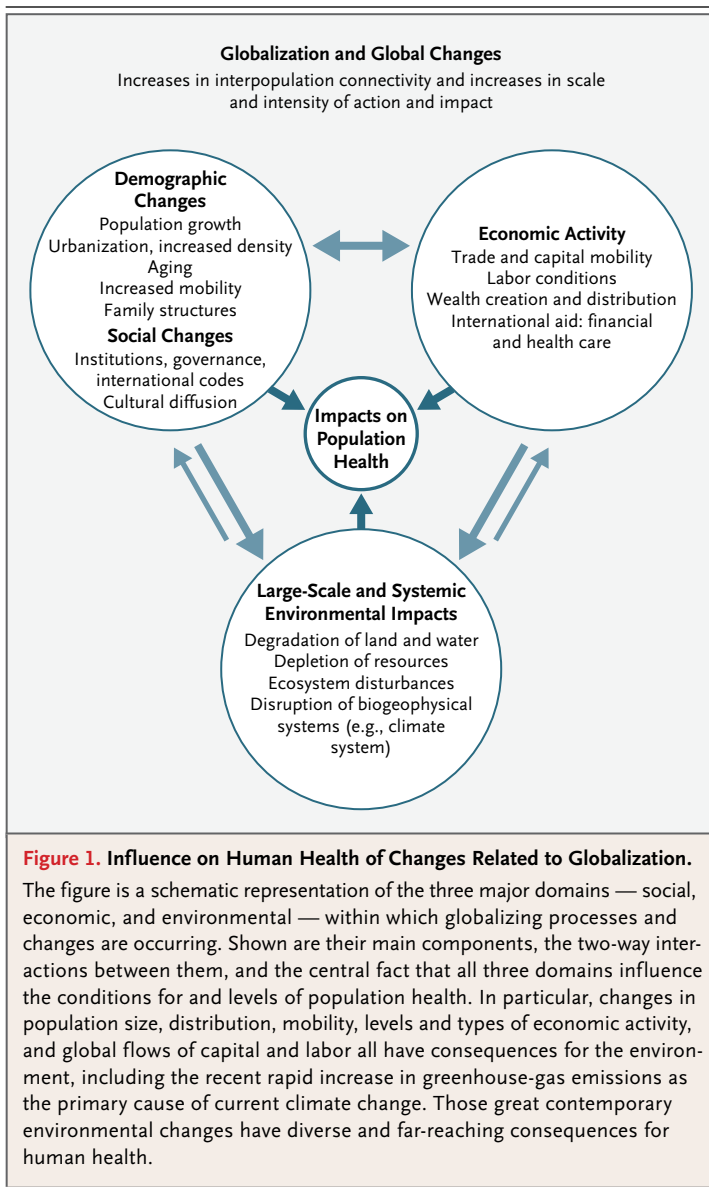 Globalization and Global Changes
Increases in interpopulation connectivity and increases in scale
and intensity of action and impact
Demographic
Changes
Population growth
Urbanization, increased density
Aging
Increased mobility
Family structures
Social Changes
Institutions, governance,
international codes
Cultural diffusion
Economic Activity
Trade and capital mobility
Labor conditions
Wealth creation and distribution
International aid: financial
and health care
Impacts on
Population
Health
Large-Scale and Systemic
Environmental Impacts
Degradation of land and water
Depletion of resources
Ecosystem disturbances
Disruption of biogeophysical
systems (e.g., climate
system)
Figure 1. Influence on Human Health of Changes Related to Globalization.
The figure is a schematic representation of the three major domains — social,
economic, and environmental — within which globalizing processes and
changes are occurring. Shown are their main components, the two-way inter-
actions between them, and the central fact that all three domains influence
the conditions for and levels of population health. In particular, changes in
population size, distribution, mobility, levels and types of economic activity,
and global flows of capital and labor all have consequences for the environ-
ment, including the recent rapid increase in greenhouse-gas emissions as
the primary cause of current climate change. Those great contemporary
environmental changes have diverse and far-reaching consequences for
human health.